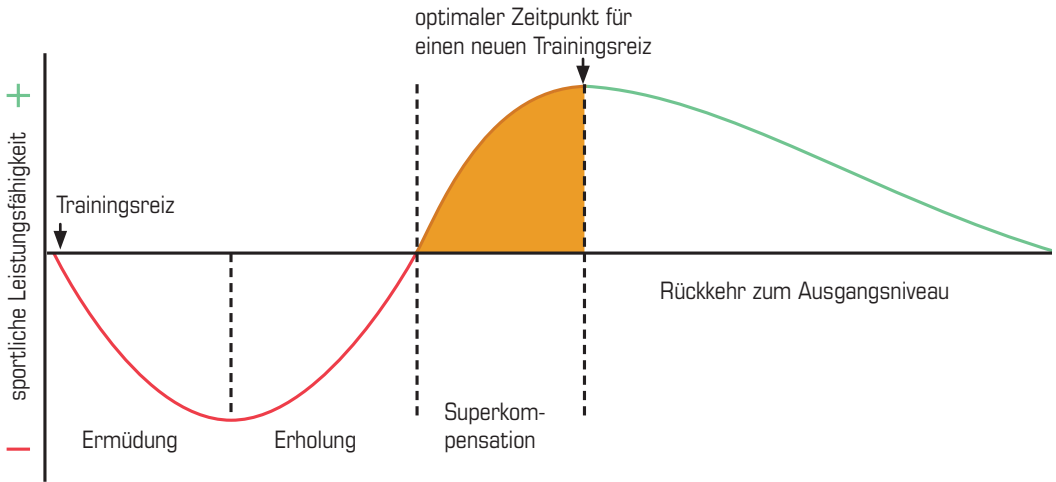 optimaler Zeitpunkt für
einen neuen Trainingsreiz
+
sportliche Leistungsfähigkeit
–
Trainingsreiz
Rückkehr zum Ausgangsniveau
Ermüdung
Erholung
Superkom-
pensation